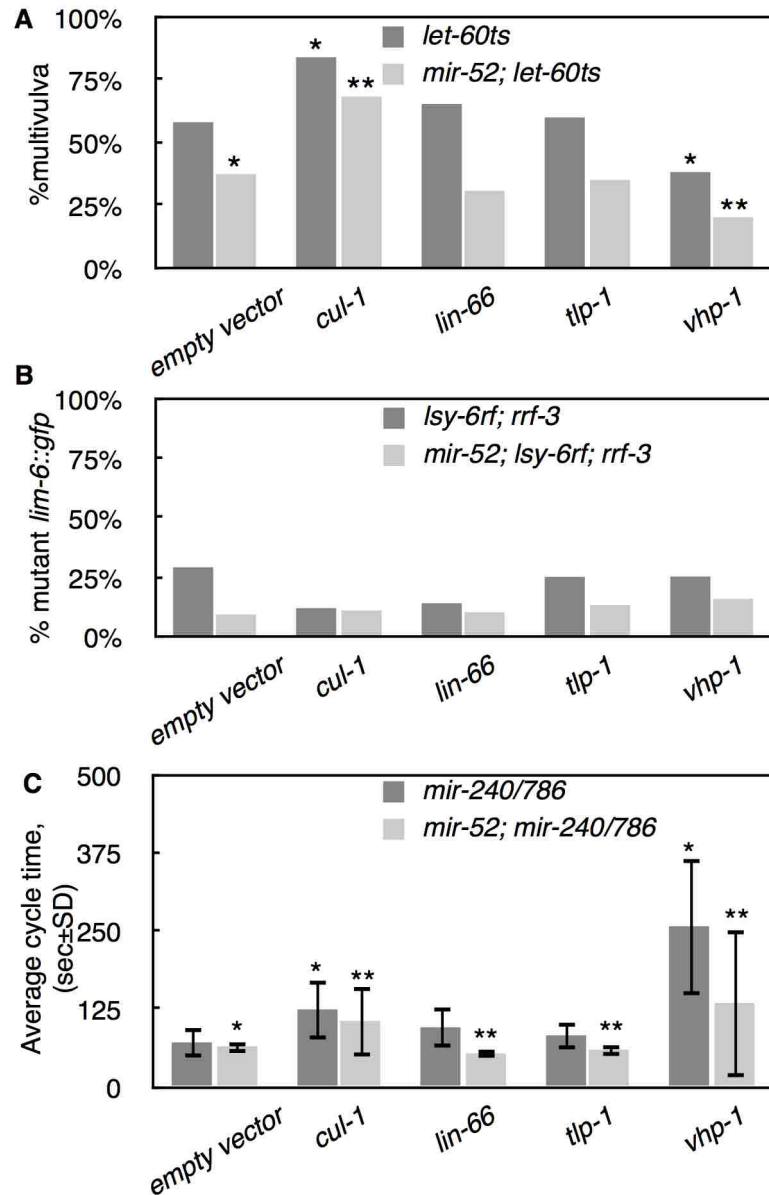 A
100%
75%
50%
25%
0%
%multivulva
let-60ts
mir-52; let-60ts
*
*
**
*
**
empty vector
cul-1
lin-66
tlp-1
vhp-1
B
100%
75%
50%
25%
0%
% mutant lim-6::gfp
lsy-6rf; rrf-3
mir-52; lsy-6rf; rrf-3
empty vector
cul-1
lin-66
tlp-1
vhp-1
C
500
375
250
125
0
Average cycle time,
(sec±SD)
mir-240/786
mir-52; mir-240/786
*
*
**
**
**
*
**
empty vector
cul-1
lin-66
tlp-1
vhp-1